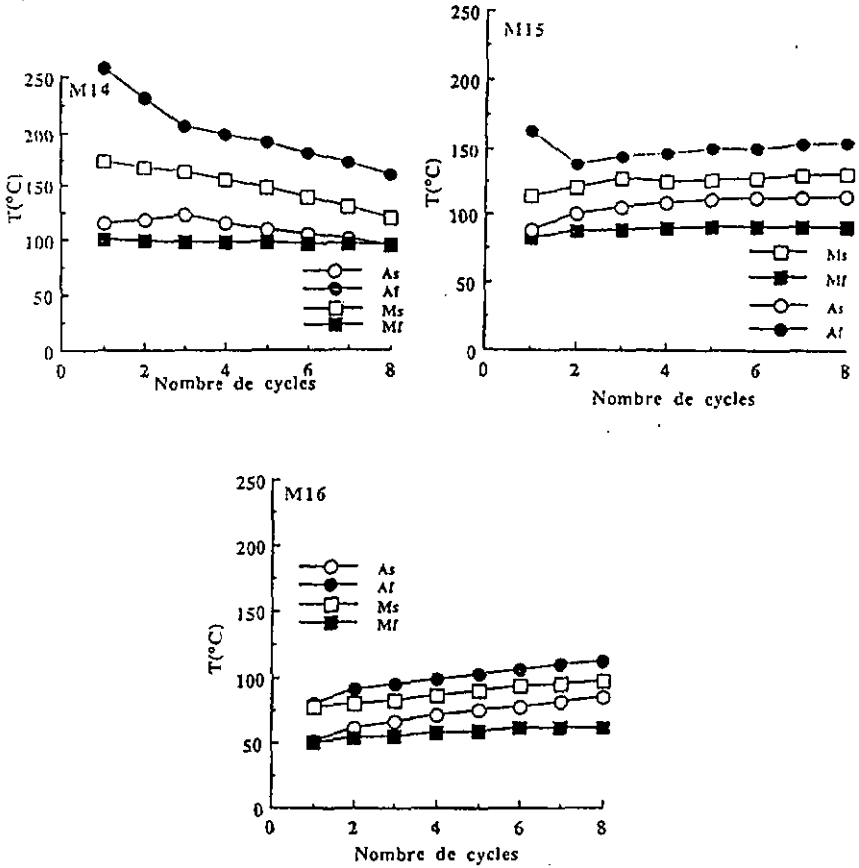 M14
250
200
150
100
50
0
T(°C)
As
Af
Ms
Mf
0 2 4 6 8
Nombre de cycles
M15
250
200
150
100
50
0
T(°C)
Ms
Mf
As
Af
0 2 4 6 8
Nombre de cycles
M16
250
200
150
100
50
0
T(°C)
As
Af
Ms
Mf
0 2 4 6 8
Nombre de cycles